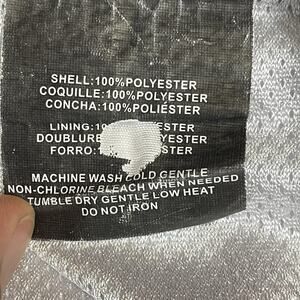 SHELL:100%POLYESTER
COQUILLE:100%POLYESTER
CONCHA:100%POLIÉSTER
LINING:
DOUBLURE
FORRO:
MACHINE WASH COLD GENTLE
NON-CHLORINE BLEACH WHEN NEEDED
TUMBLE DRY GENTLE LOW HEAT
DO NOT IRON